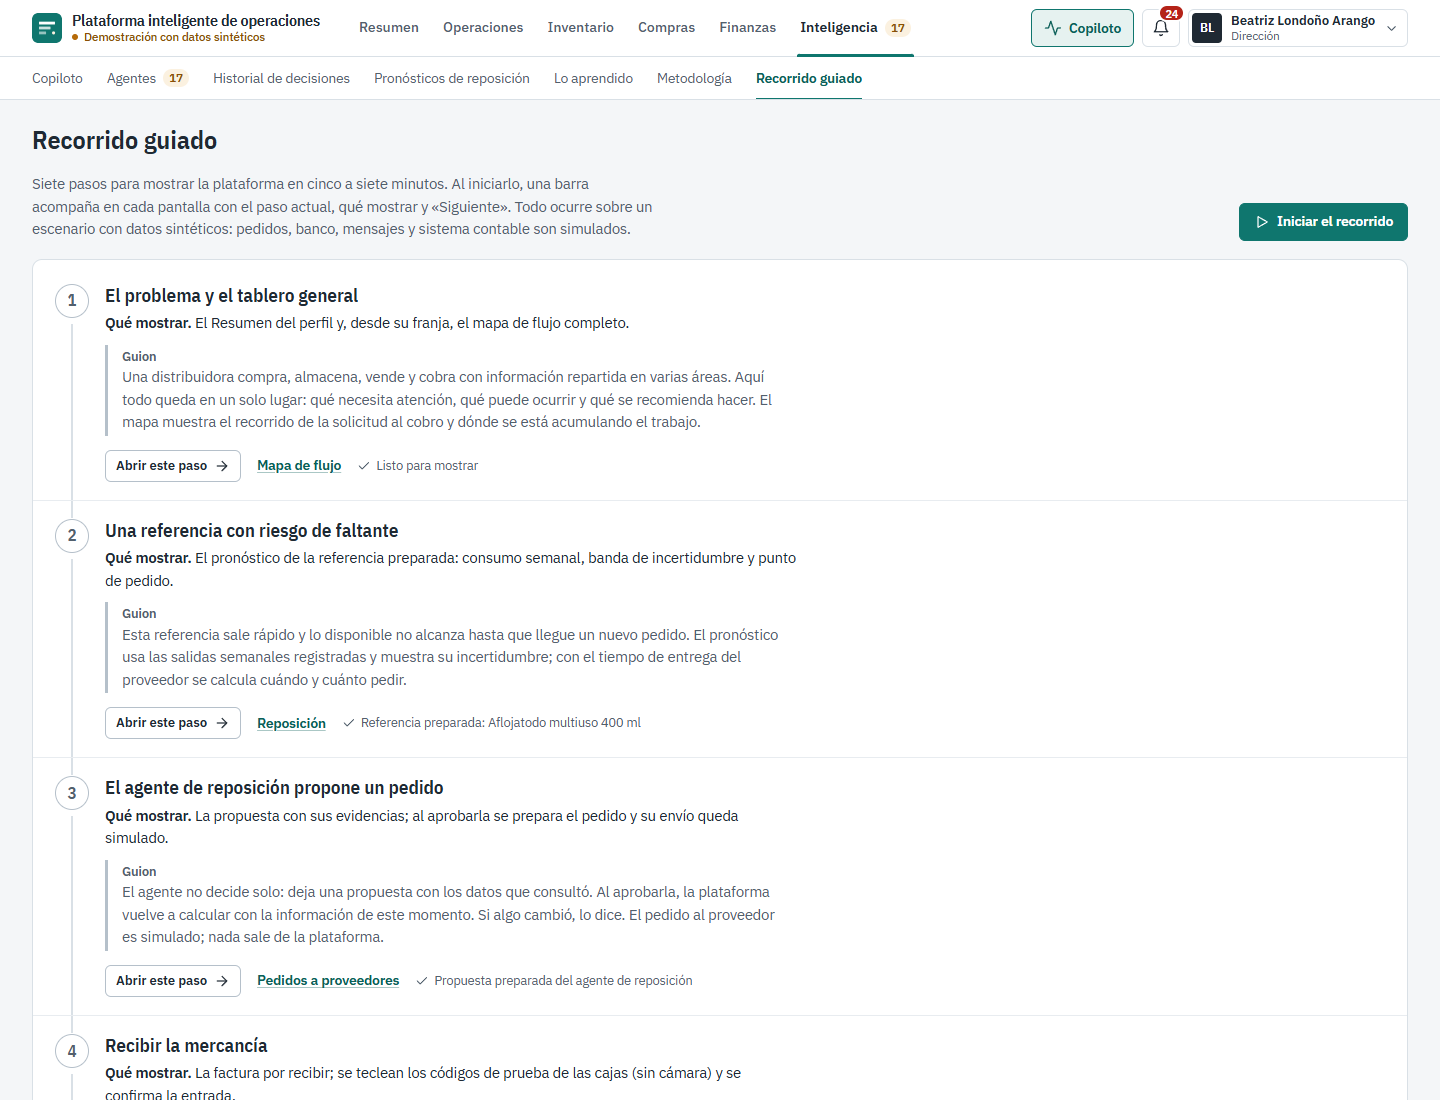 Plataforma inteligente de operaciones
Demostración con datos sintéticos
Resumen
Operaciones
Inventario
Compras
Finanzas
Inteligencia 17
Copiloto
24
BL
Beatriz Londoño Arango
Dirección
Copiloto
Agentes 17
Historial de decisiones
Pronósticos de reposición
Lo aprendido
Metodología
Recorrido guiado
Recorrido guiado
Siete pasos para mostrar la plataforma en cinco a siete minutos. Al iniciarlo, una barra
acompaña en cada pantalla con el paso actual, qué mostrar y «Siguiente». Todo ocurre sobre un
escenario con datos sintéticos: pedidos, banco, mensajes y sistema contable son simulados.
Iniciar el recorrido
1
El problema y el tablero general
Qué mostrar. El Resumen del perfil y, desde su franja, el mapa de flujo completo.
Guion
Una distribuidora compra, almacena, vende y cobra con información repartida en varias áreas. Aquí
todo queda en un solo lugar: qué necesita atención, qué puede ocurrir y qué se recomienda hacer. El
mapa muestra el recorrido de la solicitud al cobro y dónde se está acumulando el trabajo.
Abrir este paso
Mapa de flujo
Listo para mostrar
2
Una referencia con riesgo de faltante
Qué mostrar. El pronóstico de la referencia preparada: consumo semanal, banda de incertidumbre y punto
de pedido.
Guion
Esta referencia sale rápido y lo disponible no alcanza hasta que llegue un nuevo pedido. El pronóstico
usa las salidas semanales registradas y muestra su incertidumbre; con el tiempo de entrega del
proveedor se calcula cuándo y cuánto pedir.
Abrir este paso
Reposición
Referencia preparada: Aflojatodo multiuso 400 ml
3
El agente de reposición propone un pedido
Qué mostrar. La propuesta con sus evidencias; al aprobarla se prepara el pedido y su envío queda
simulado.
Guion
El agente no decide solo: deja una propuesta con los datos que consultó. Al aprobarla, la plataforma
vuelve a calcular con la información de este momento. Si algo cambió, lo dice. El pedido al proveedor
es simulado; nada sale de la plataforma.
Abrir este paso
Pedidos a proveedores
Propuesta preparada del agente de reposición
4
Recibir la mercancía
Qué mostrar. La factura por recibir; se teclean los códigos de prueba de las cajas (sin cámara) y se
confirma la entrada.